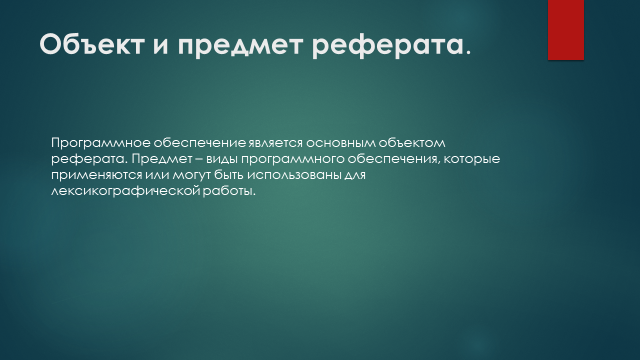 Объект и предмет реферата.
Программное обеспечение является основным объектом
реферата. Предмет – виды программного обеспечения, которые
применяются или могут быть использованы для
лексикографической работы.